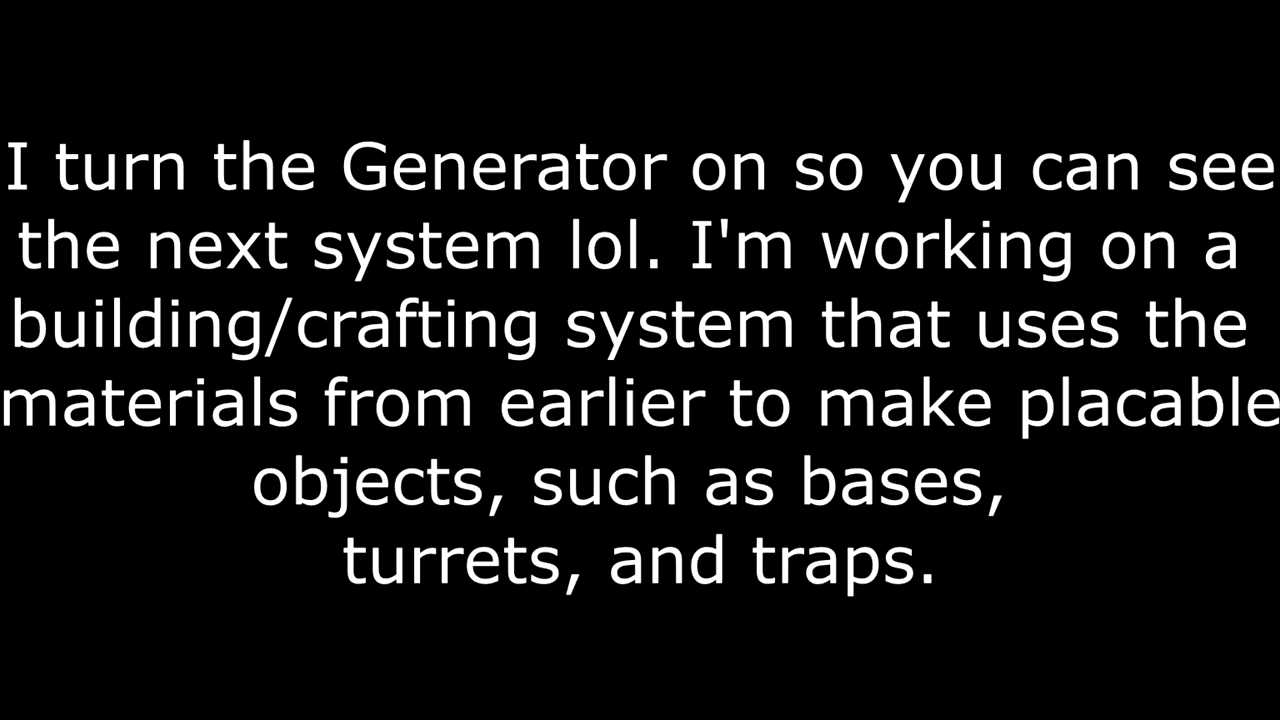 I turn the Generator on so you can see
the next system lol. I'm working on a
building/crafting system that uses the
materials from earlier to make placable
objects, such as bases,
turrets, and traps.